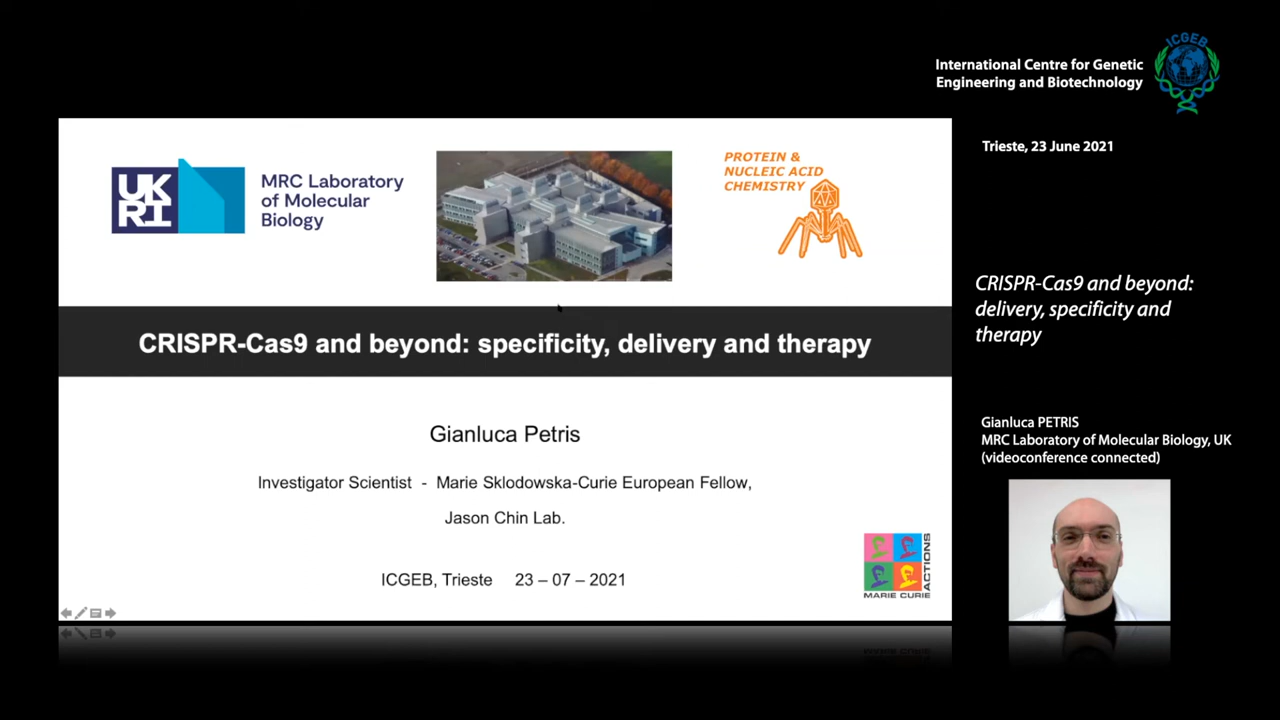 ICGEB
International Centre for Genetic
Engineering and Biotechnology
Trieste, 23 June 2021
UK
RI
MRC Laboratory
of Molecular
Biology
PROTEIN &
NUCLEIC ACID
CHEMISTRY
CRISPR-Cas9 and beyond: specificity, delivery and therapy
CRISPR-Cas9 and beyond:
delivery, specificity and
therapy
Gianluca Petris
Investigator Scientist - Marie Sklodowska-Curie European Fellow,
Jason Chin Lab.
ICGEB, Trieste 23 – 07 – 2021
MARIE CURIE
ACTIONS
Gianluca PETRIS
MRC Laboratory of Molecular Biology, UK
(videoconference connected)